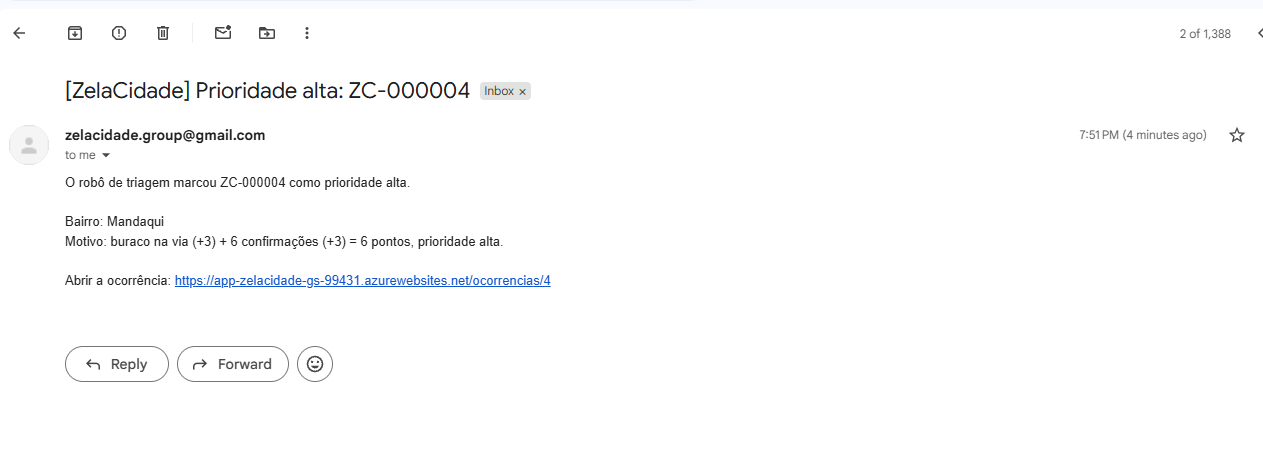 2 of 1,388
[ZelaCidade] Prioridade alta: ZC-000004 Inbox ×
zelacidade.group@gmail.com 7:51 PM (4 minutes ago)
to me
O robô de triagem marcou ZC-000004 como prioridade alta.
Bairro: Mandaqui
Motivo: buraco na via (+3) + 6 confirmações (+3) = 6 pontos, prioridade alta.
Abrir a ocorrência: https://app-zelacidade-gs-99431.azurewebsites.net/ocorrencias/4
Reply Forward